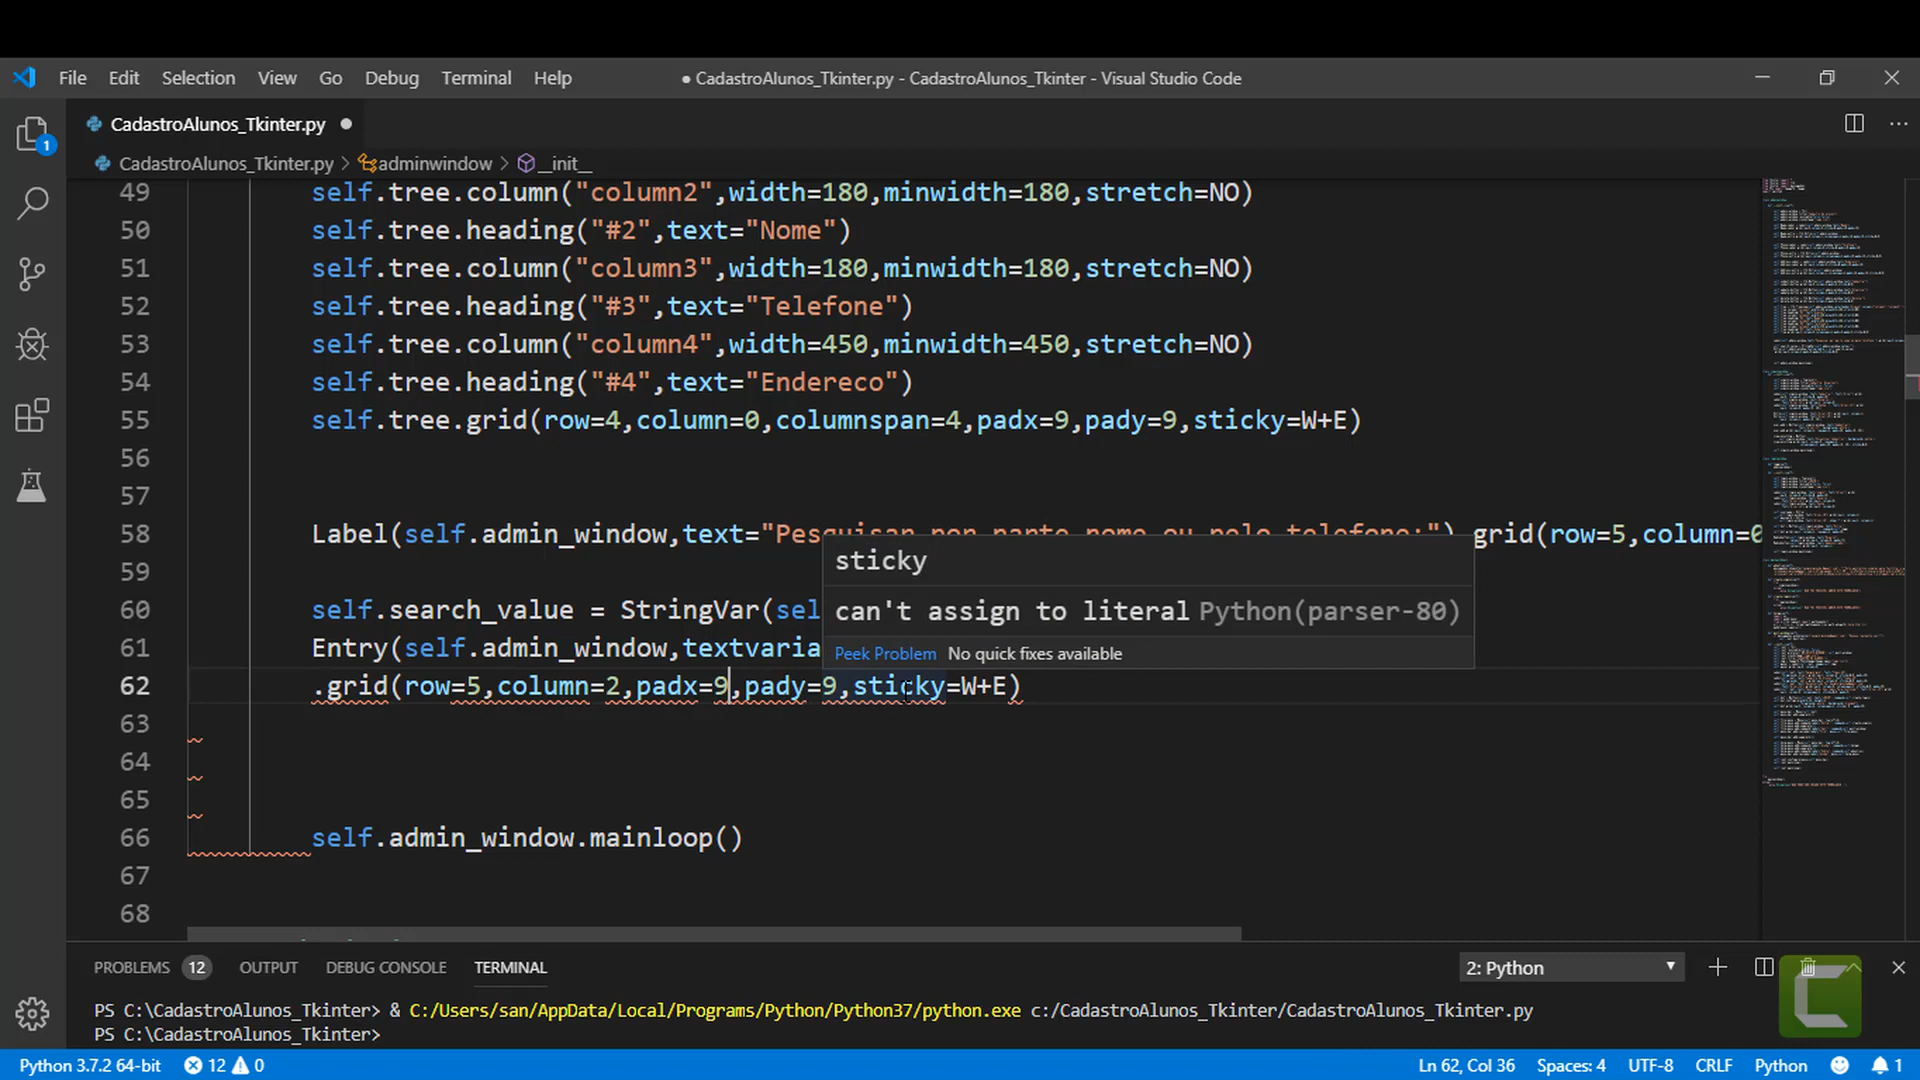 File Edit Selection View Go Debug Terminal Help ● CadastroAlunos_Tkinter.py - CadastroAlunos_Tkinter - Visual Studio Code
CadastroAlunos_Tkinter.py ●
1
CadastroAlunos_Tkinter.py > adminwindow > __init__
49 self.tree.column("column2",width=180,minwidth=180,stretch=NO)
50 self.tree.heading("#2",text="Nome")
51 self.tree.column("column3",width=180,minwidth=180,stretch=NO)
52 self.tree.heading("#3",text="Telefone")
53 self.tree.column("column4",width=450,minwidth=450,stretch=NO)
54 self.tree.heading("#4",text="Endereco")
55 self.tree.grid(row=4,column=0,columnspan=4,padx=9,pady=9,sticky=W+E)
56
57
58 Label(self.admin_window,text="Pesquisar por parte nome ou pelo telefone:").grid(row=5,column=0
59
sticky
can't assign to literal Python(parser-80)
Peek Problem No quick fixes available
60 self.search_value = StringVar(sel
61 Entry(self.admin_window,textvaria
62 .grid(row=5,column=2,padx=9,pady=9,sticky=W+E)
63
64
65
66 self.admin_window.mainloop()
67
68
PROBLEMS 12 OUTPUT DEBUG CONSOLE TERMINAL 2: Python
PS C:\CadastroAlunos_Tkinter> & C:/Users/san/AppData/Local/Programs/Python/Python37/python.exe c:/CadastroAlunos_Tkinter/CadastroAlunos_Tkinter.py
PS C:\CadastroAlunos_Tkinter>
Python 3.7.2 64-bit 12 0 Ln 62, Col 36 Spaces: 4 UTF-8 CRLF Python 1